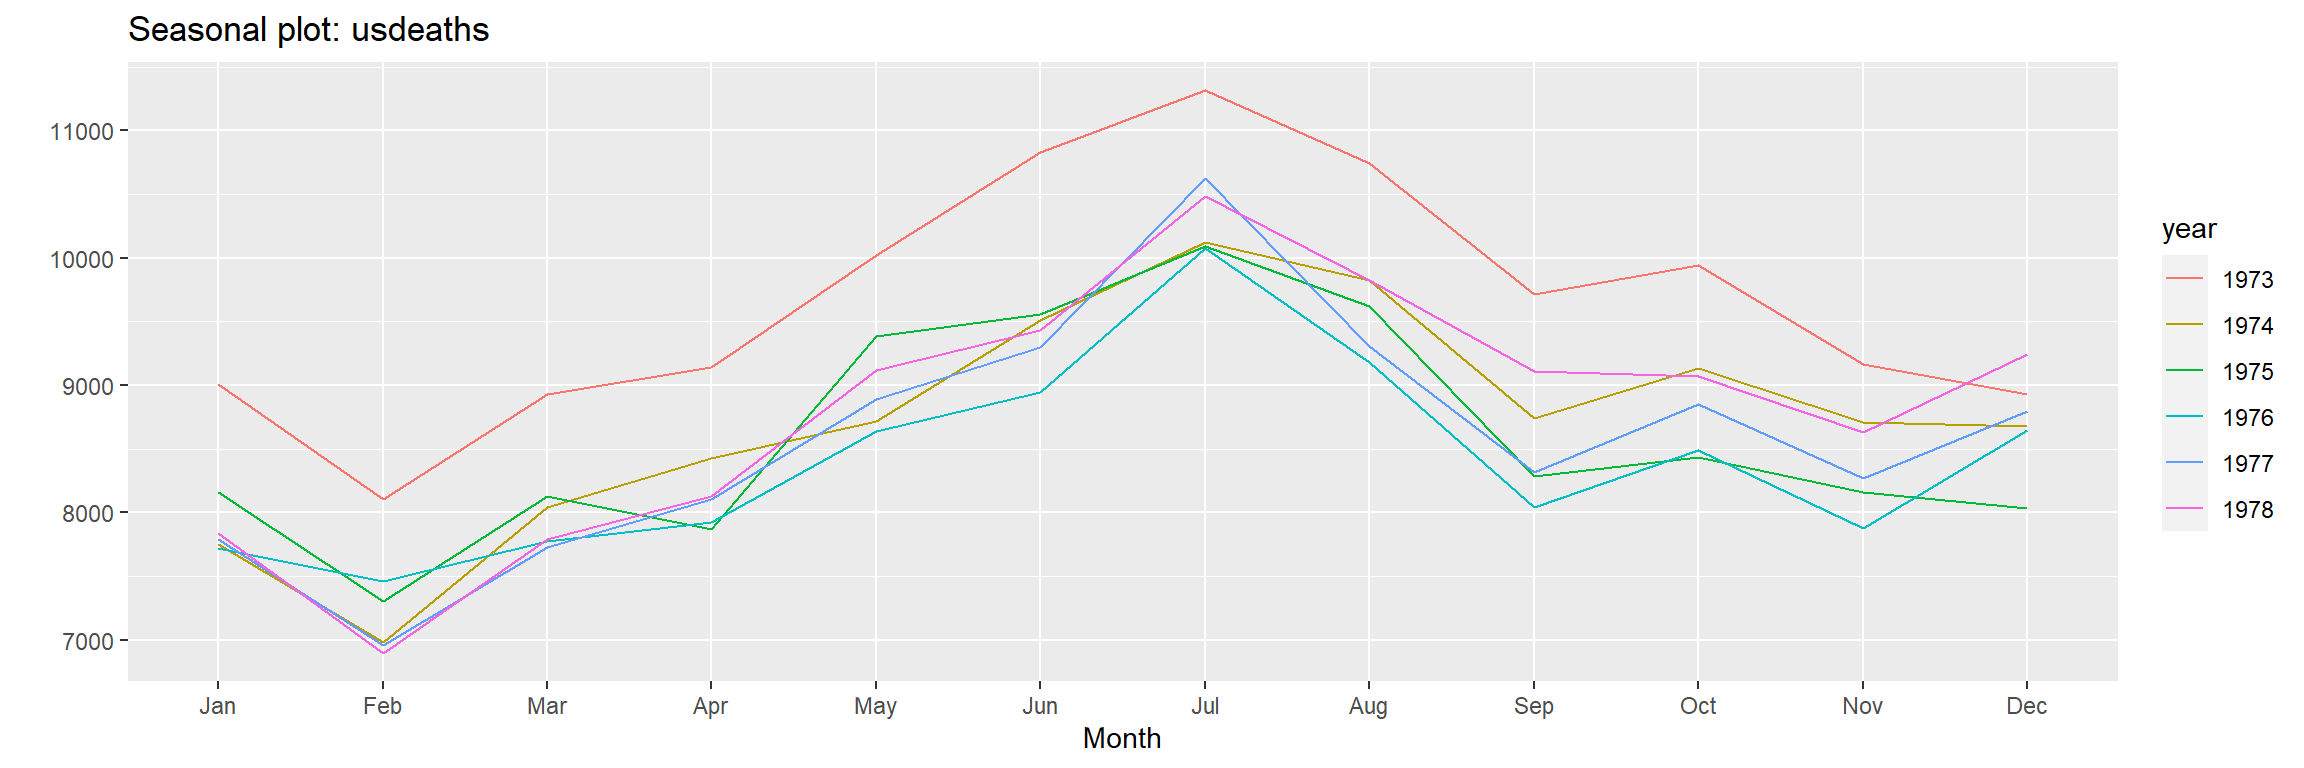 Seasonal plot: usdeaths
11000
10000
9000
8000
7000
Jan Feb Mar Apr May Jun Jul Aug Sep Oct Nov Dec
Month
year
1973
1974
1975
1976
1977
1978